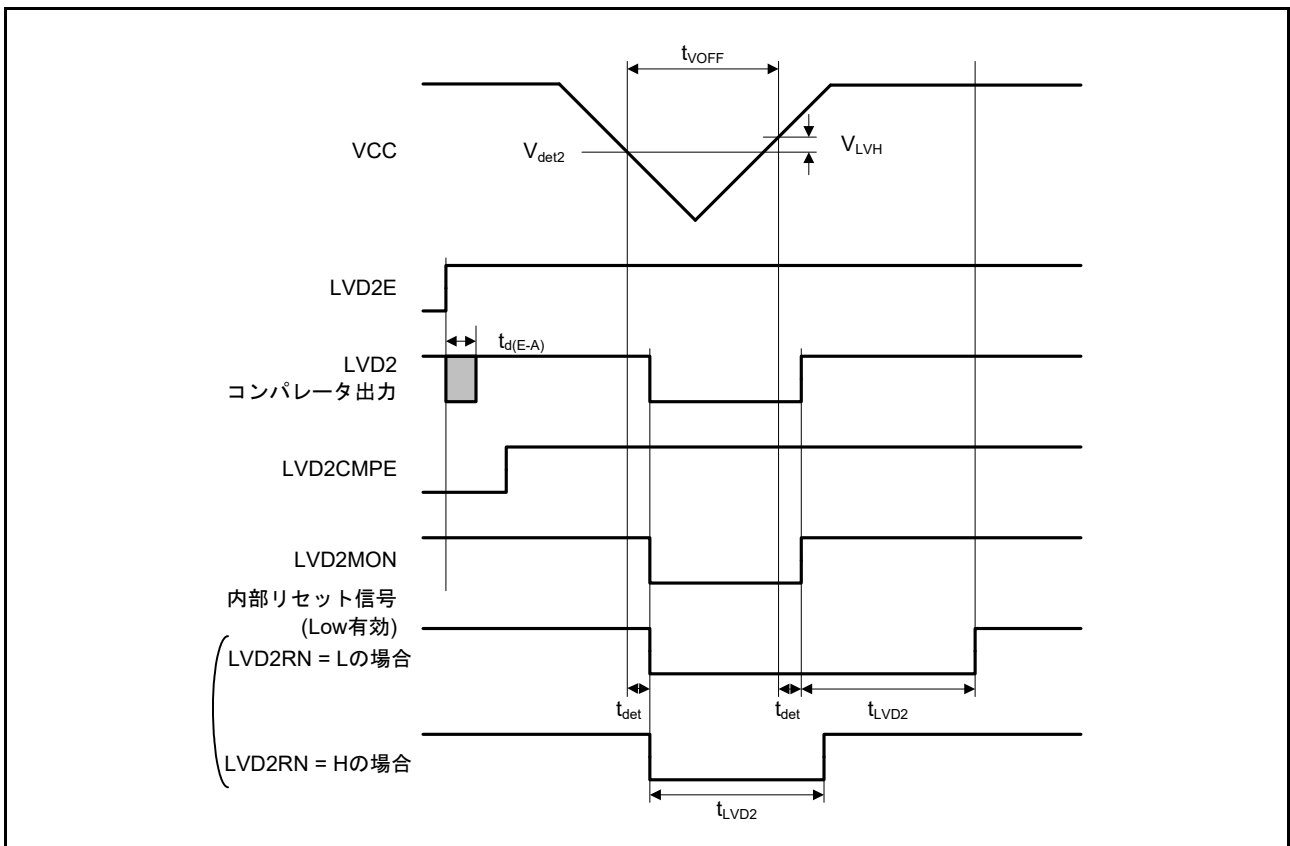 tVOFF
VCC
Vdet2
VLVH
LVD2E
td(E-A)
LVD2
コンパレータ出力
LVD2CMPE
LVD2MON
内部リセット信号
(Low有効)
LVD2RN = Lの場合
tdet
tdet
tLVD2
LVD2RN = Hの場合
tLVD2